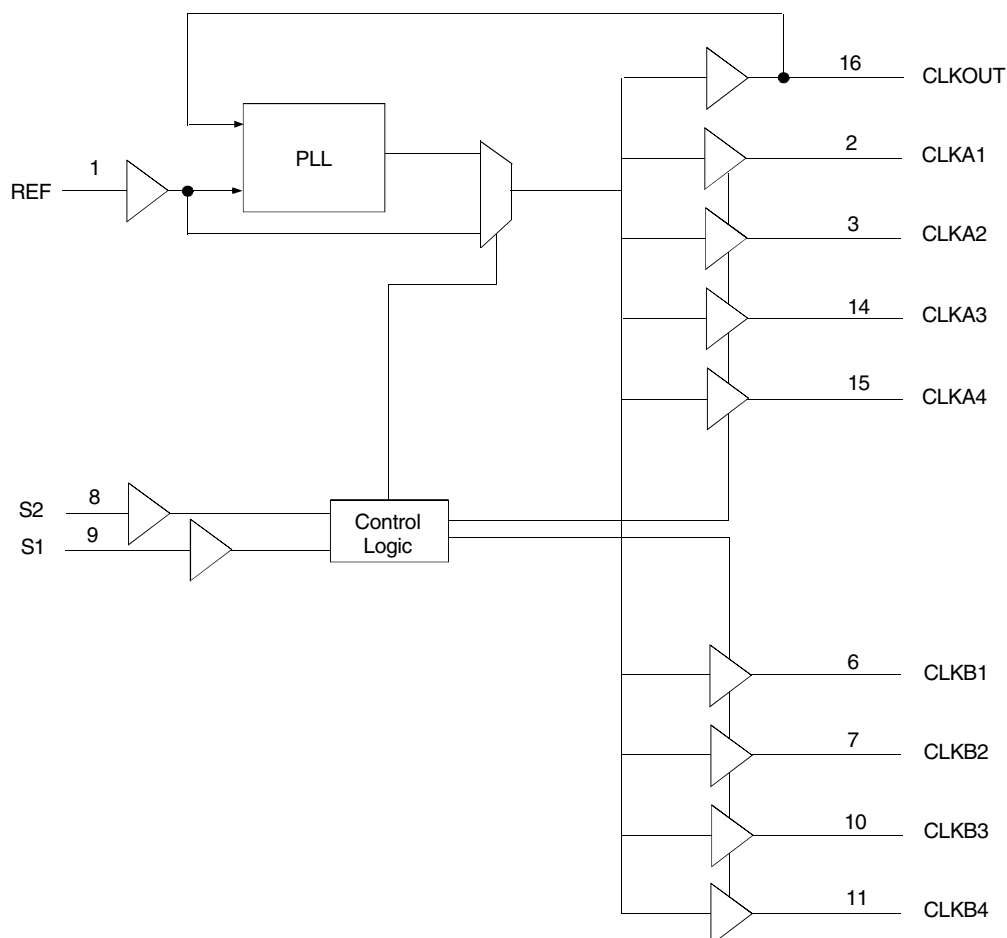 16
CLKOUT
PLL
1
REF
2
CLKA1
3
CLKA2
14
CLKA3
15
CLKA4
S2
8
S1
9
Control
Logic
6
CLKB1
7
CLKB2
10
CLKB3
11
CLKB4